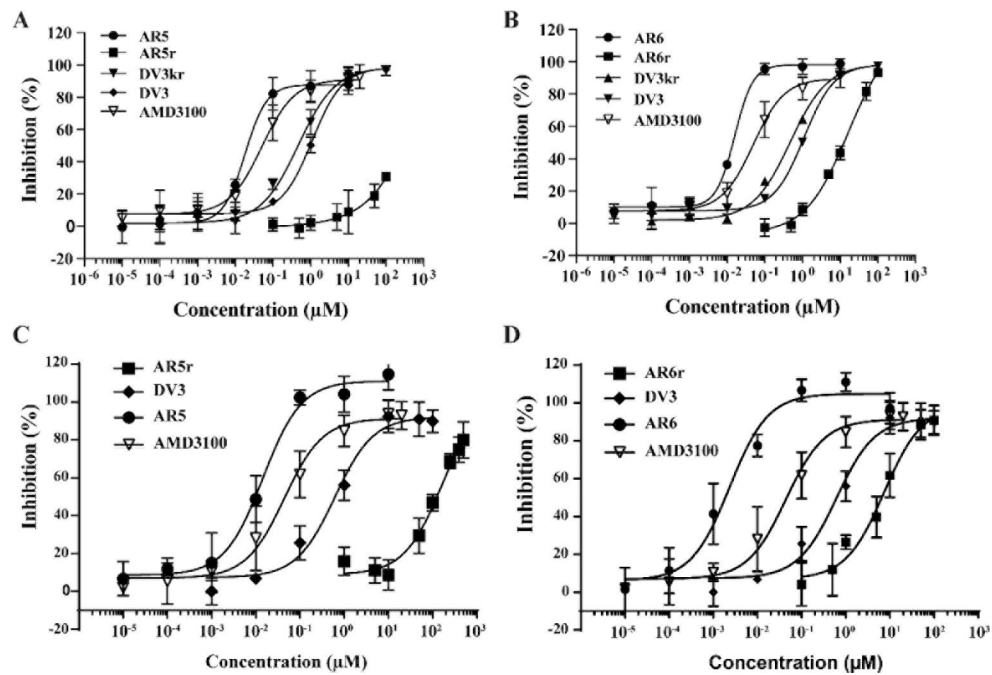 A
AR5
AR5r
DV3kr
DV3
AMD3100
Inhibition (%)
120
100
80
60
40
20
0
-20
10⁻⁶ 10⁻⁵ 10⁻⁴ 10⁻³ 10⁻² 10⁻¹ 10⁰ 10¹ 10² 10³
Concentration (µM)
B
AR6
AR6r
DV3kr
DV3
AMD3100
Inhibition (%)
120
100
80
60
40
20
0
-20
10⁻⁶ 10⁻⁵ 10⁻⁴ 10⁻³ 10⁻² 10⁻¹ 10⁰ 10¹ 10² 10³
Concentration (µM)
C
AR5r
DV3
AR5
AMD3100
Inhibition (%)
120
100
80
60
40
20
0
-20
10⁻⁵ 10⁻⁴ 10⁻³ 10⁻² 10⁻¹ 10⁰ 10¹ 10² 10³
Concentration (µM)
D
AR6r
DV3
AR6
AMD3100
Inhibition (%)
120
100
80
60
40
20
0
-20
10⁻⁵ 10⁻⁴ 10⁻³ 10⁻² 10⁻¹ 10⁰ 10¹ 10² 10³
Concentration (µM)